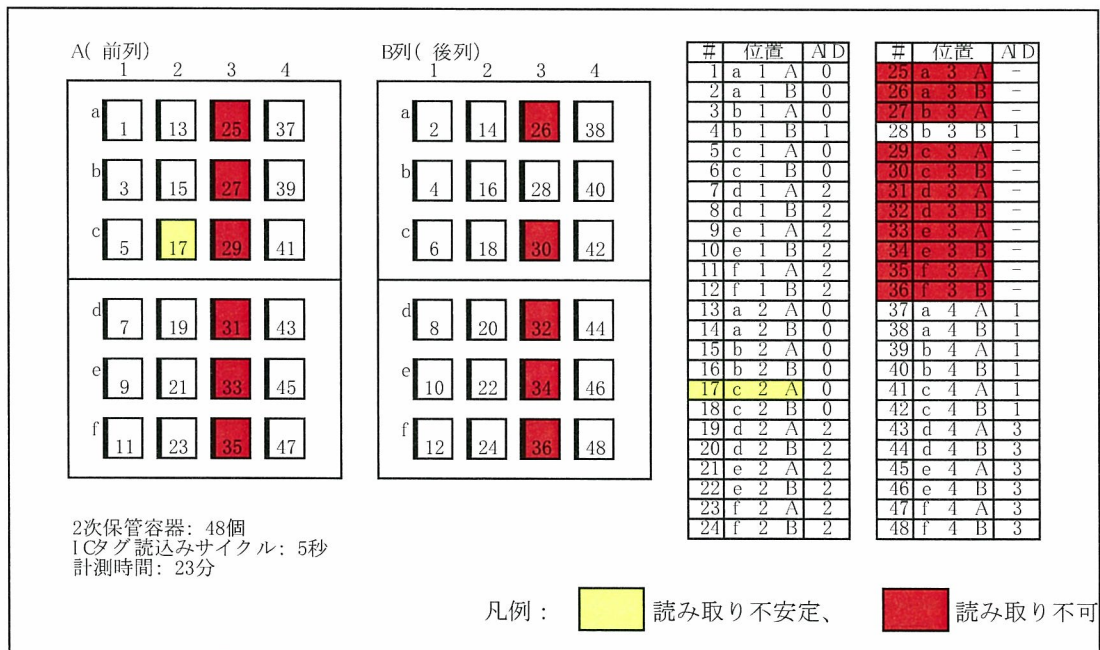 A( 前列)
1 2 3 4
a 1 13 25 37
b 3 15 27 39
c 5 17 29 41
d 7 19 31 43
e 9 21 33 45
f 11 23 35 47
B列( 後列)
1 2 3 4
a 2 14 26 38
b 4 16 28 40
c 6 18 30 42
d 8 20 32 44
e 10 22 34 46
f 12 24 36 48
2次保管容器: 48個
ICタグ読込みサイクル: 5秒
計測時間: 23分
# 位置 AID
1 a 1 A 0
2 a 1 B 0
3 b 1 A 0
4 b 1 B 1
5 c 1 A 0
6 c 1 B 0
7 d 1 A 2
8 d 1 B 2
9 e 1 A 2
10 e 1 B 2
11 f 1 A 2
12 f 1 B 2
13 a 2 A 0
14 a 2 B 0
15 b 2 A 0
16 b 2 B 0
17 c 2 A 0
18 c 2 B 0
19 d 2 A 2
20 d 2 B 2
21 e 2 A 2
22 e 2 B 2
23 f 2 A 2
24 f 2 B 2
# 位置 AID
25 a 3 A -
26 a 3 B -
27 b 3 A -
28 b 3 B 1
29 c 3 A -
30 c 3 B -
31 d 3 A -
32 d 3 B -
33 e 3 A -
34 e 3 B -
35 f 3 A -
36 f 3 B -
37 a 4 A 1
38 a 4 B 1
39 b 4 A 1
40 b 4 B 1
41 c 4 A 1
42 c 4 B 1
43 d 4 A 3
44 d 4 B 3
45 e 4 A 3
46 e 4 B 3
47 f 4 A 3
48 f 4 B 3
凡例 : 読み取り不安定、 読み取り不可